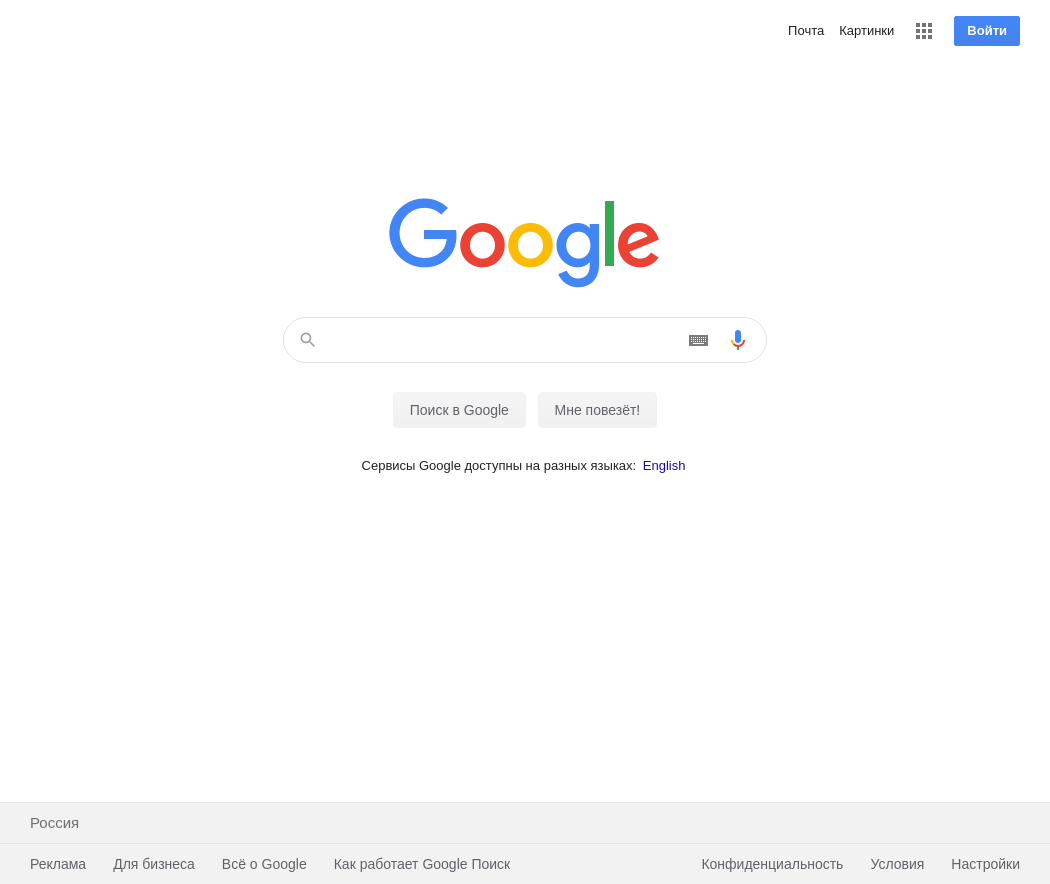 Почта Картинки Войти
Google
Поиск в Google Мне повезёт!
Сервисы Google доступны на разных языках: English
Россия
Реклама Для бизнеса Всё о Google Как работает Google Поиск Конфиденциальность Условия Настройки